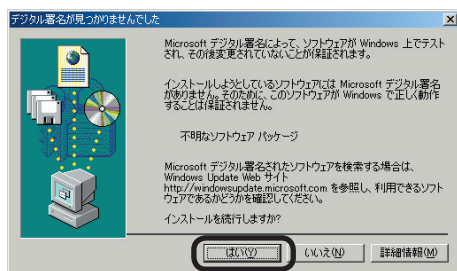 デジタル署名が見つかりませんでした
Microsoft デジタル署名によって、ソフトウェアが Windows 上でテスト
され、その後変更されていないことが保証されます。
インストールしようとしているソフトウェアには Microsoft デジタル署名
がありません。そのために、このソフトウェアが Windows で正しく動作
することは保証されません。
不明なソフトウェア パッケージ
Microsoft デジタル署名されたソフトウェアを検索する場合は、
Windows Update Web サイト
http://windowsupdate.microsoft.com を参照し、利用できるソフト
ウェアであるかどうかを確認してください。
インストールを続行しますか?
はい(Y)
いいえ(N)
詳細情報(M)